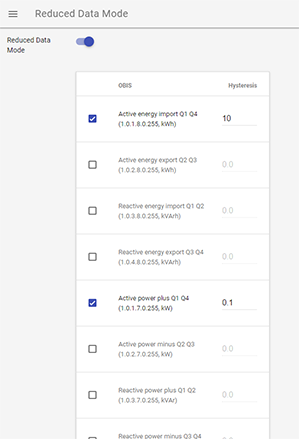 Reduced Data Mode
Reduced Data
Mode
OBIS Hysteresis
Active energy import Q1 Q4
(1.0.1.8.0.255, kWh)
10
Active energy export Q2 Q3
(1.0.2.8.0.255, kWh)
0.0
Reactive energy import Q1 Q2
(1.0.3.8.0.255, kVArh)
0.0
Reactive energy export Q3 Q4
(1.0.4.8.0.255, kVArh)
0.0
Active power plus Q1 Q4
(1.0.1.7.0.255, kW)
0.1
Active power minus Q2 Q3
(1.0.2.7.0.255, kW)
0.0
Reactive power plus Q1 Q2
(1.0.3.7.0.255, kVAr)
0.0
Reactive power minus Q3 Q4